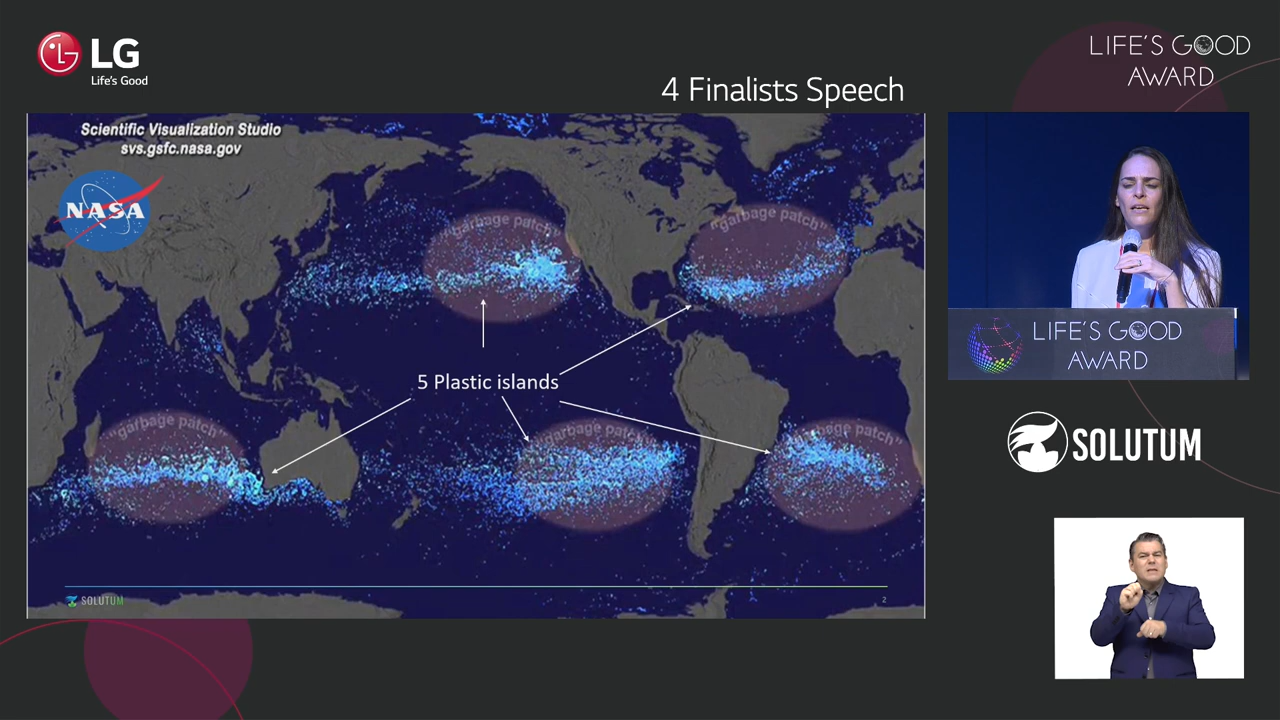 LG
Life's Good
LIFE'S GOOD
AWARD
4 Finalists Speech
Scientific Visualization Studio
svs.gsfc.nasa.gov
NASA
"garbage patch"
"garbage patch"
5 Plastic islands
"garbage patch"
"garbage patch"
"garbage patch"
SOLUTUM
2
LIFE'S GOOD
AWARD
SOLUTUM